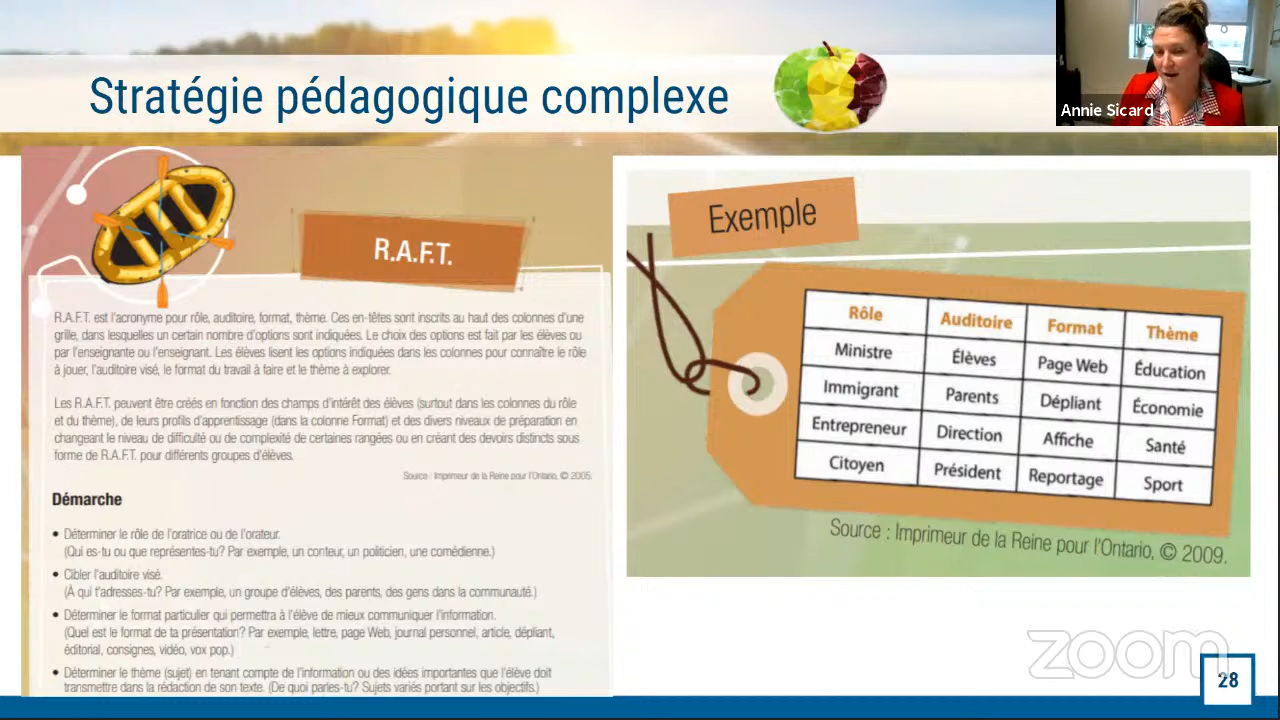 Stratégie pédagogique complexe
Annie Sicard
R.A.F.T.
R.A.F.T. est l'acronyme pour rôle, auditoire, format, thème. Ces en-têtes sont inscrits au haut des colonnes d'une
grille, dans lesquelles un certain nombre d'options sont indiquées. Le choix des options est fait par les élèves ou
par l'enseignante ou l'enseignant. Les élèves lisent les options indiquées dans les colonnes pour connaître le rôle
à jouer, l'auditoire visé, le format du travail à faire et le thème à explorer.
Les R.A.F.T. peuvent être créés en fonction des champs d'intérêt des élèves (surtout dans les colonnes du rôle
et du thème), de leurs profils d'apprentissage (dans la colonne Format) et des divers niveaux de préparation en
changeant le niveau de difficulté ou de complexité de certaines rangées ou en créant des devoirs distincts sous
forme de R.A.F.T. pour différents groupes d'élèves.
Source : Imprimeur de la Reine pour l'Ontario, © 2005.
Démarche
• Déterminer le rôle de l'oratrice ou de l'orateur.
(Qui es-tu ou que représentes-tu? Par exemple, un conteur, un politicien, une comédienne.)
• Cibler l'auditoire visé.
(À qui t'adresses-tu? Par exemple, un groupe d'élèves, des parents, des gens dans la communauté.)
• Déterminer le format particulier qui permettra à l'élève de mieux communiquer l'information.
(Quel est le format de ta présentation? Par exemple, lettre, page Web, journal personnel, article, dépliant,
éditorial, consignes, vidéo, vox pop.)
• Déterminer le thème (sujet) en tenant compte de l'information ou des idées importantes que l'élève doit
transmettre dans la rédaction de son texte. (De quoi parles-tu? Sujets variés portant sur les objectifs.)
Exemple
Rôle Auditoire Format Thème
Ministre Élèves Page Web Éducation
Immigrant Parents Dépliant Économie
Entrepreneur Direction Affiche Santé
Citoyen Président Reportage Sport
Source : Imprimeur de la Reine pour l'Ontario, © 2009.
zoom
28